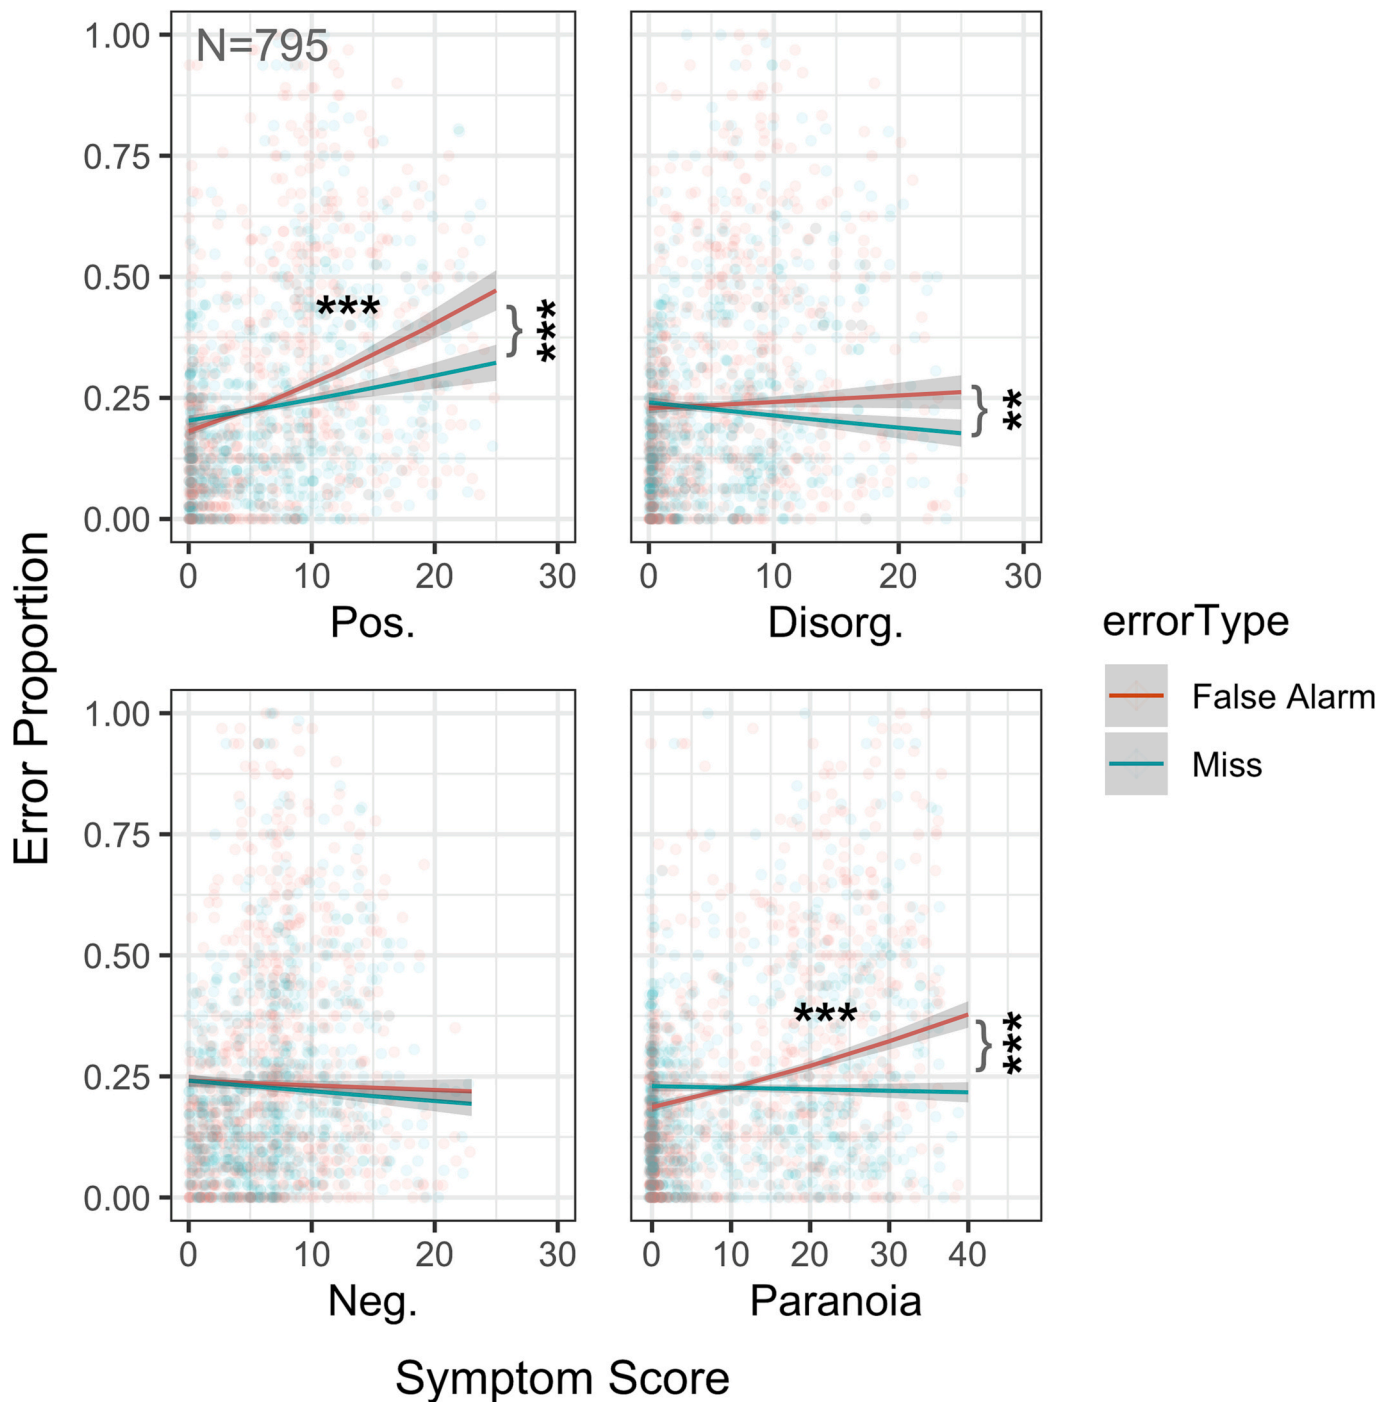 N=795
1.00
0.75
0.50
0.25
0.00
***
***
**
0 10 20 30
0 10 20 30
Pos.
Disorg.
Error Proportion
errorType
False Alarm
Miss
1.00
0.75
0.50
0.25
0.00
***
***
0 10 20 30
0 10 20 30 40
Neg.
Paranoia
Symptom Score